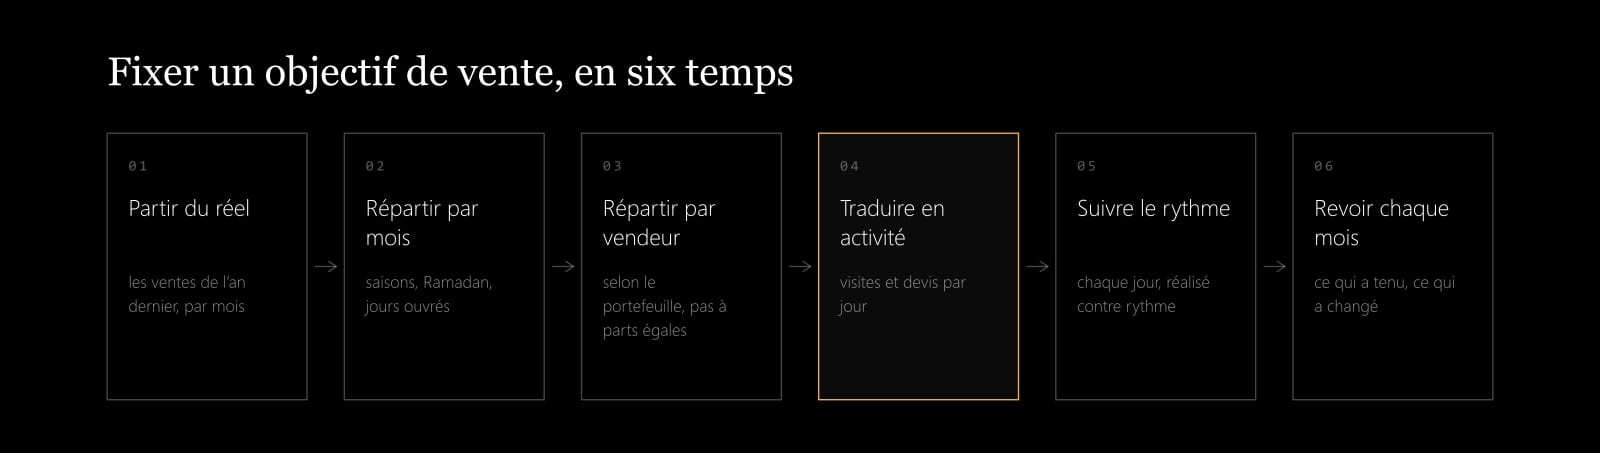 Fixer un objectif de vente, en six temps
01
Partir du réel
les ventes de l’an
dernier, par mois
02
Répartir par
mois
saisons, Ramadan,
jours ouvrés
03
Répartir par
vendeur
selon le
portefeuille, pas à
parts égales
04
Traduire en
activité
visites et devis par
jour
05
Suivre le rythme
chaque jour, réalisé
contre rythme
06
Revoir chaque
mois
ce qui a tenu, ce qui
a changé